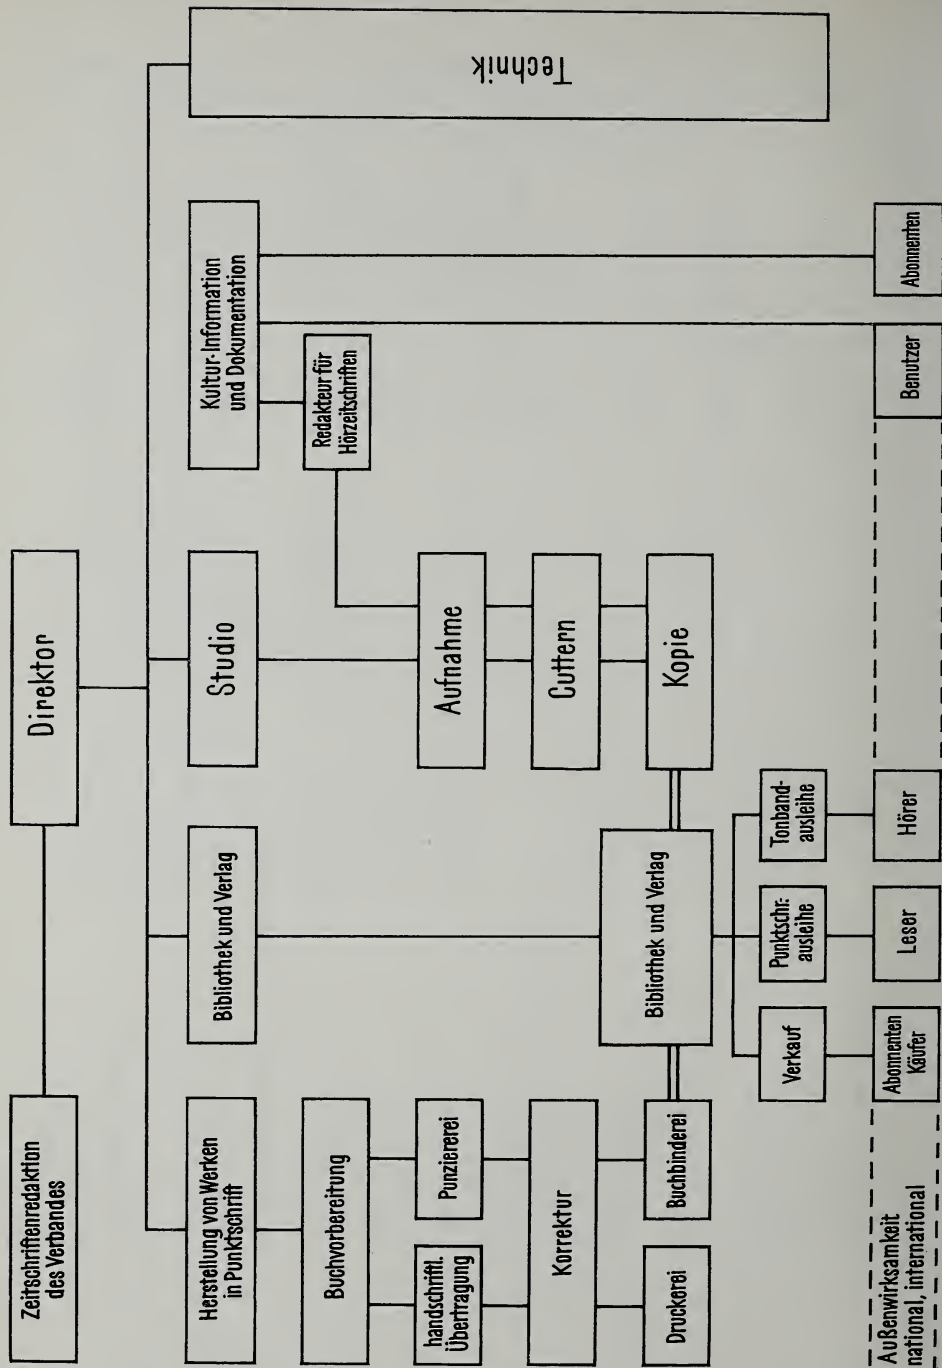 Zeitschriftenredaktion
des Verbandes
Direktor
Herstellung von Werken
in Punktschrift
Bibliothek und Verlag
Studio
Kultur-Information
und Dokumentation
Technik
Buchvorbereitung
Redakteur für
Hörzeitschriften
handschriftl.
Übertragung
Punziererei
Aufnahme
Korrektur
Cuttern
Druckerei
Buchbinderei
Bibliothek und Verlag
Kopie
Verkauf
Punktschr.-
ausleihe
Tonband-
ausleihe
Außenwirksamkeit
national, international
Abonnenten
Käufer
Leser
Hörer
Benutzer
Abonnenten